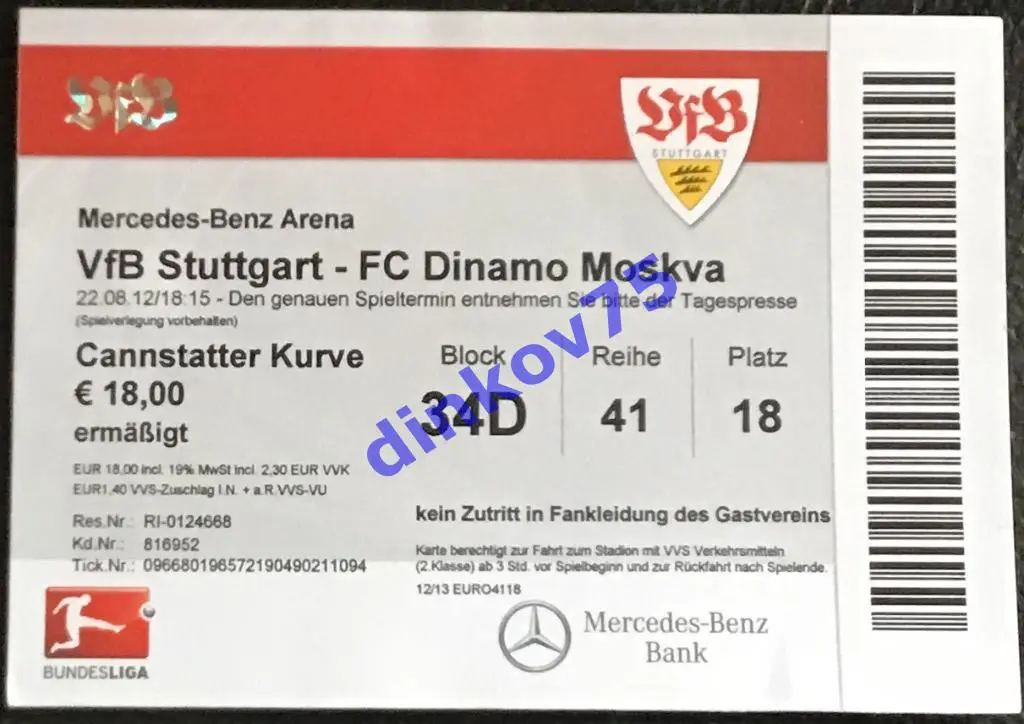 VfB
VfB
STUTTGART
Mercedes-Benz Arena
VfB Stuttgart - FC Dinamo Moskva
22.08.12/18:15 - Den genauen Spieltermin entnehmen Sie bitte der Tagespresse
(Spielverlegung vorbehalten)
Cannstatter Kurve
€ 18,00
ermäßigt
Block Reihe Platz
34D 41 18
dinkov75
EUR 18,00 incl. 19% MwSt incl. 2,30 EUR VVK
EUR1,40 VVS-Zuschlag I.N. + a.R.VVS-VU
Res.Nr.: RI-0124668
Kd.Nr.: 816952
Tick.Nr.: 096680196572190490211094
kein Zutritt in Fankleidung des Gastvereins
Karte berechtigt zur Fahrt zum Stadion mit VVS Verkehrsmitteln
(2.Klasse) ab 3 Std. vor Spielbeginn und zur Rückfahrt nach Spielende.
12/13 EURO4118
BUNDESLIGA
Mercedes-Benz
Bank